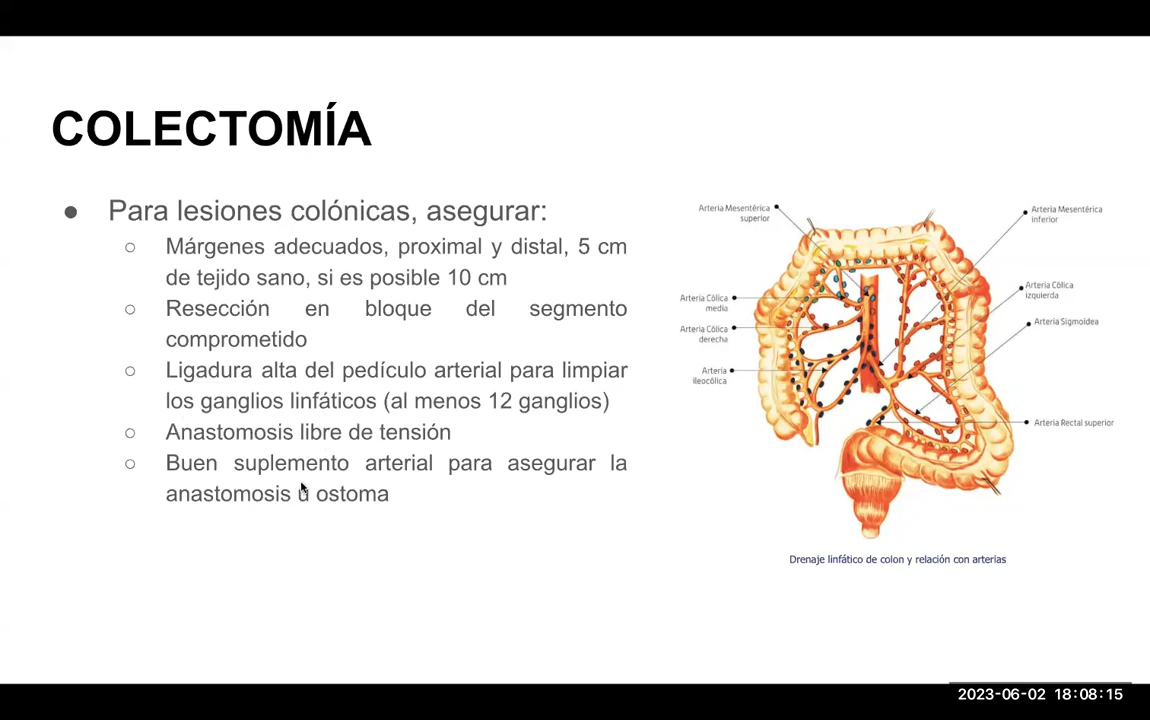 COLECTOMÍA
● Para lesiones colónicas, asegurar:
○ Márgenes adecuados, proximal y distal, 5 cm
de tejido sano, si es posible 10 cm
○ Resección en bloque del segmento
comprometido
○ Ligadura alta del pedículo arterial para limpiar
los ganglios linfáticos (al menos 12 ganglios)
○ Anastomosis libre de tensión
○ Buen suplemento arterial para asegurar la
anastomosis u ostoma
Arteria Mesentérica
superior
Arteria Cólica
media
Arteria Cólica
derecha
Arteria
ileocólica
Arteria Mesentérica
inferior
Arteria Cólica
izquierda
Arteria Sigmoídea
Arteria Rectal superior
Drenaje linfático de colon y relación con arterias
2023-06-02 18:08:15